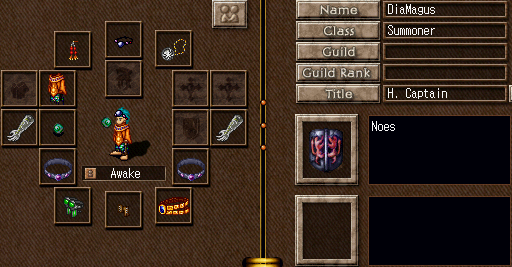 Name DiaMagus
Class Summoner
Guild
Guild Rank
Title H. Captain
Noes
Awake